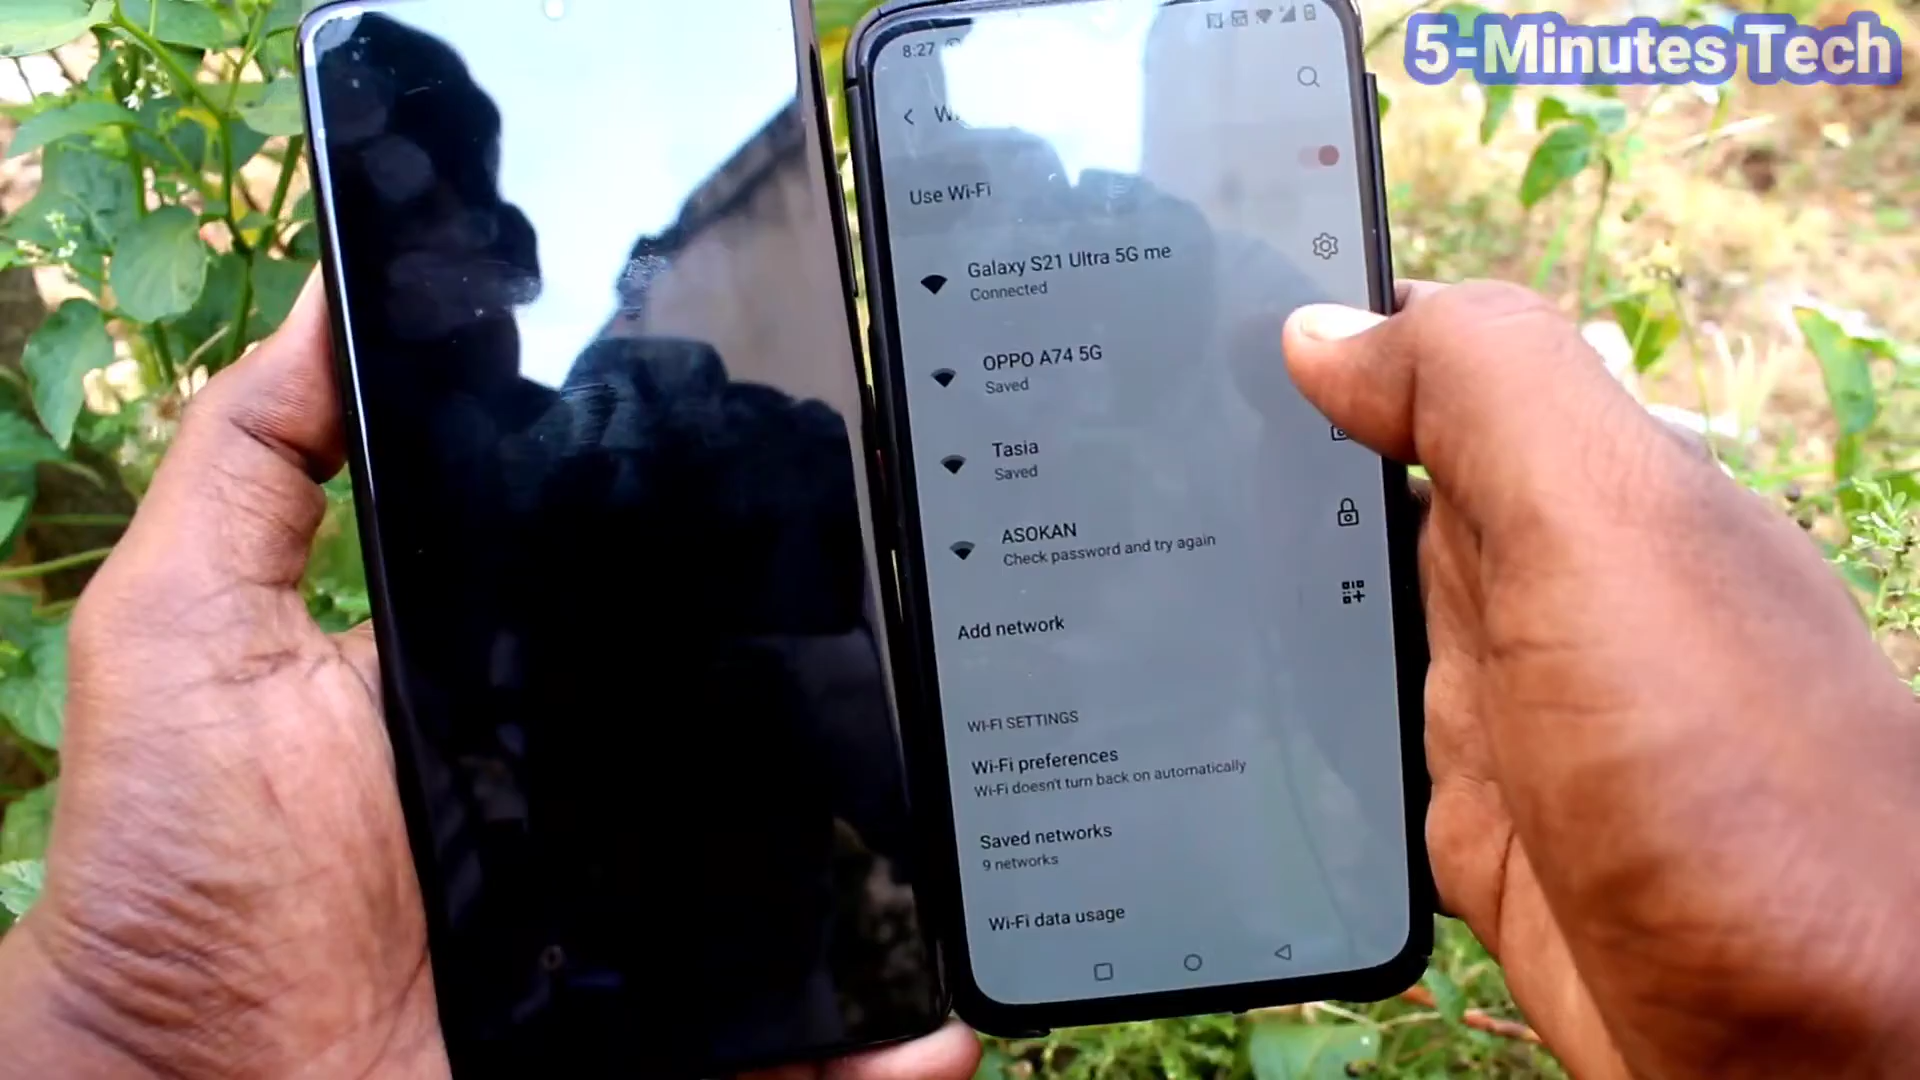 5-Minutes Tech
8:27
Use Wi-Fi
Galaxy S21 Ultra 5G me
Connected
OPPO A74 5G
Saved
Tasia
Saved
ASOKAN
Check password and try again
Add network
WI-FI SETTINGS
Wi-Fi preferences
Wi-Fi doesn't turn back on automatically
Saved networks
9 networks
Wi-Fi data usage